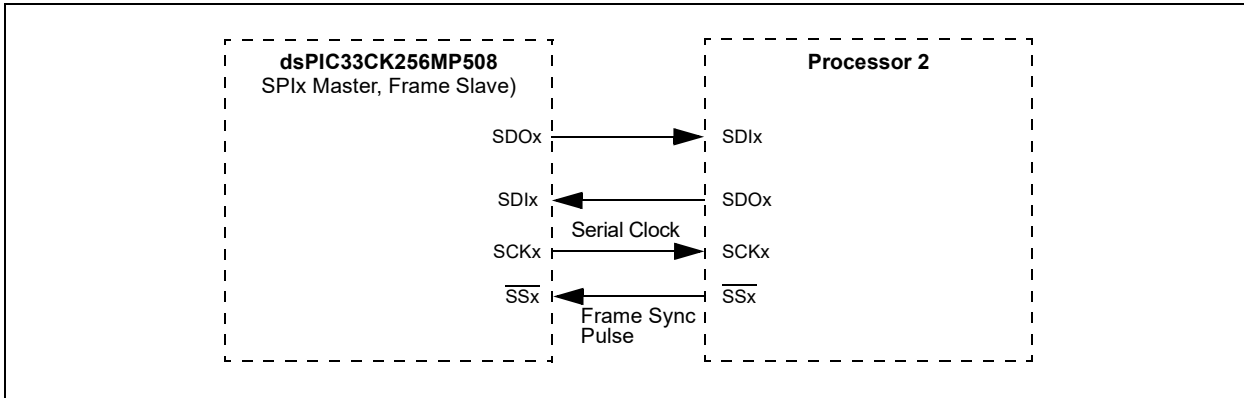 dsPIC33CK256MP508
SPIx Master, Frame Slave)
Processor 2
SDOx
SDIx
SDIx
SDOx
Serial Clock
SCKx
SCKx
SSx
SSx
Frame Sync
Pulse